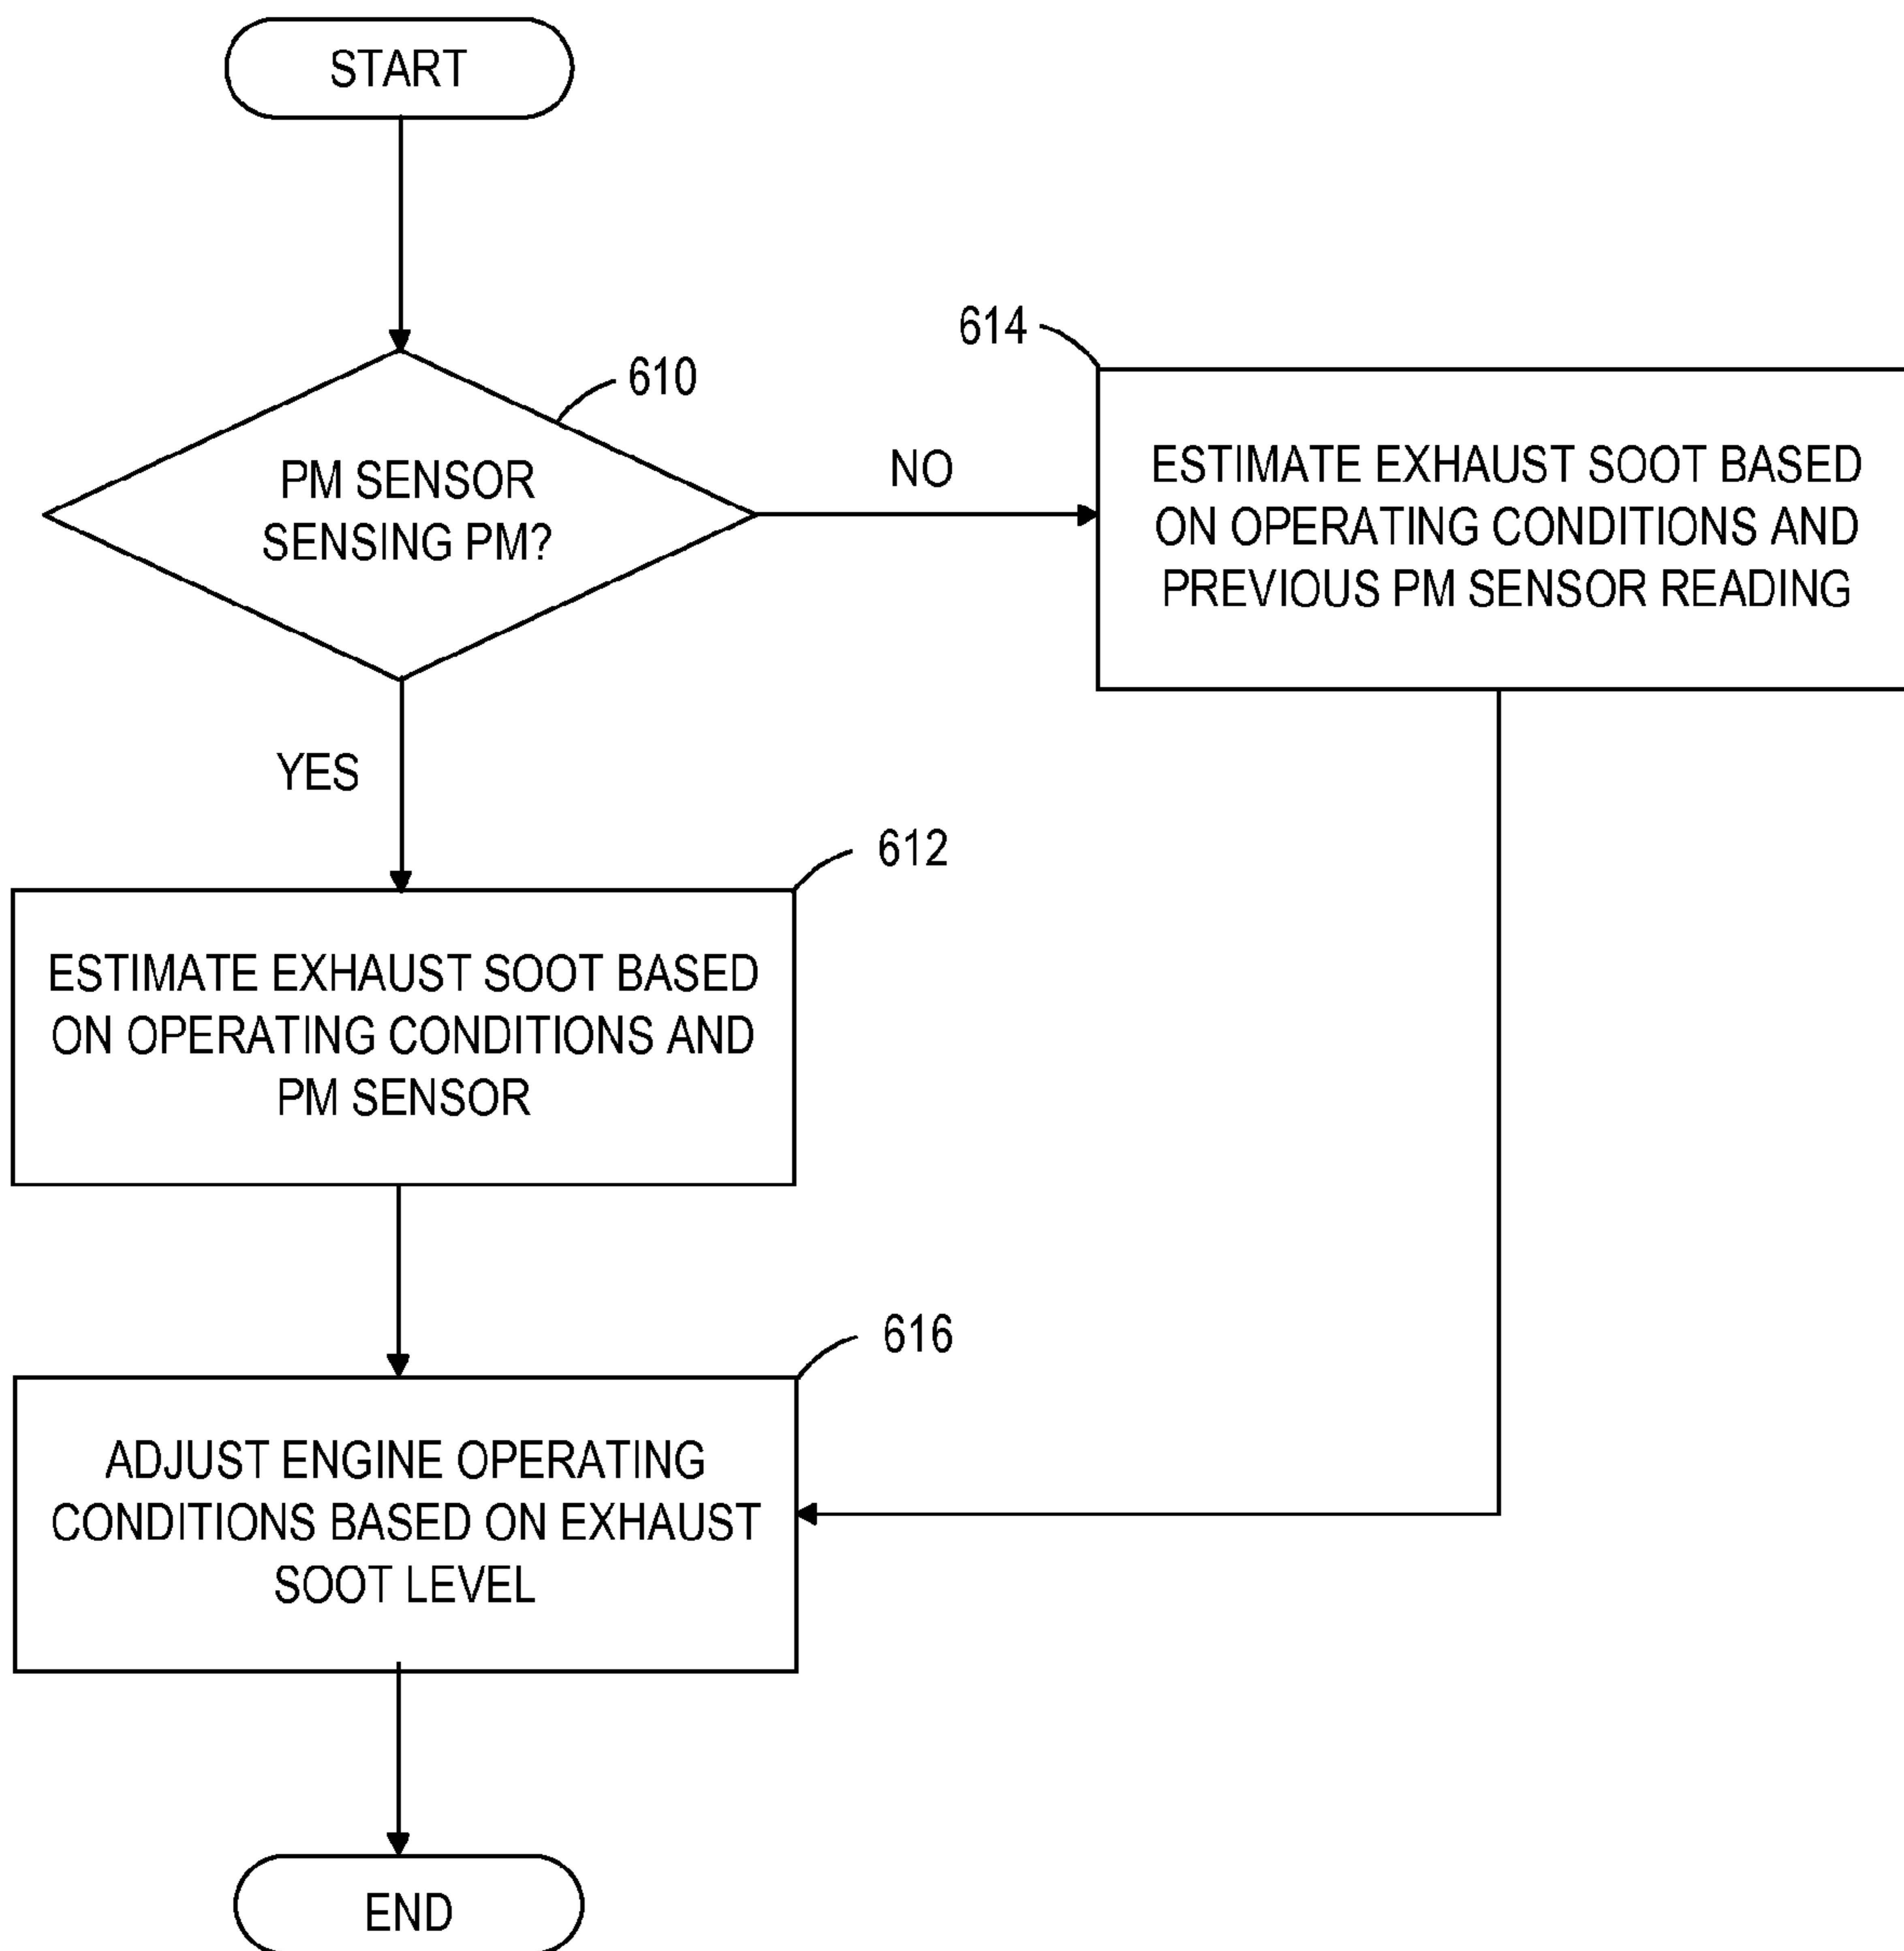 START
610
PM SENSOR
SENSING PM?
NO
614
ESTIMATE EXHAUST SOOT BASED
ON OPERATING CONDITIONS AND
PREVIOUS PM SENSOR READING
YES
612
ESTIMATE EXHAUST SOOT BASED
ON OPERATING CONDITIONS AND
PM SENSOR
616
ADJUST ENGINE OPERATING
CONDITIONS BASED ON EXHAUST
SOOT LEVEL
END